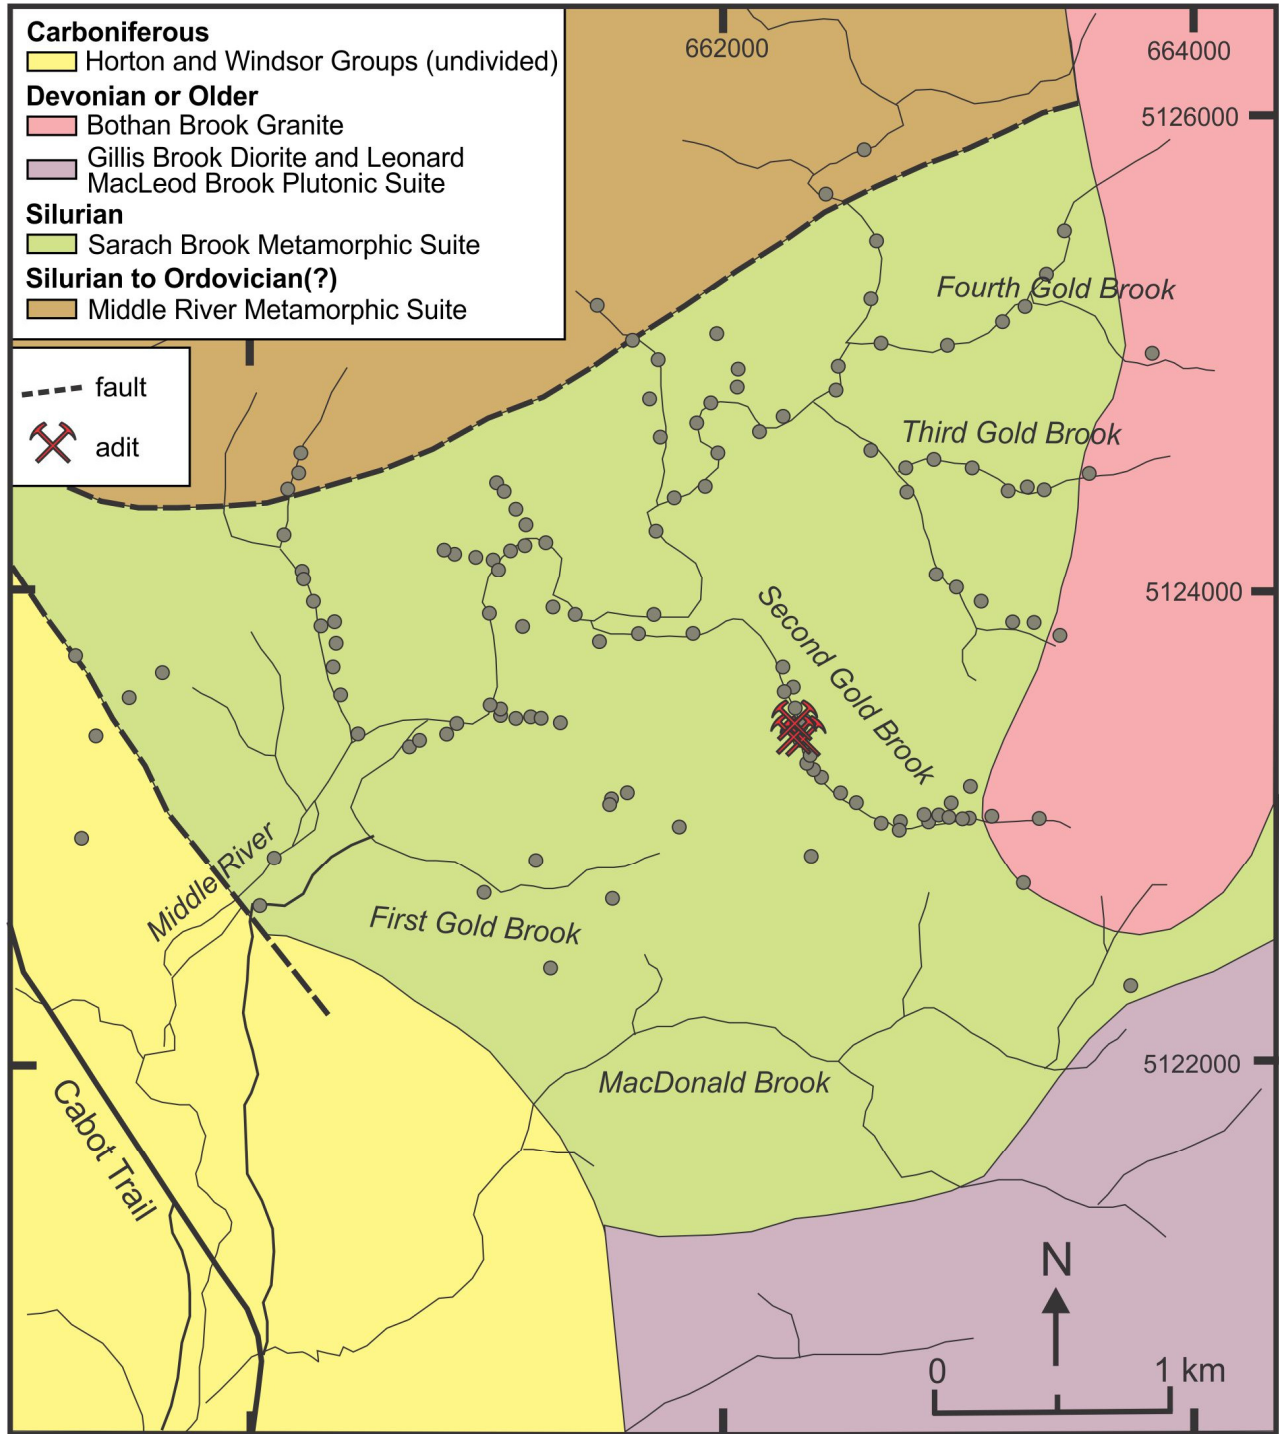 Carboniferous
Horton and Windsor Groups (undivided)
Devonian or Older
Bothan Brook Granite
Gillis Brook Diorite and Leonard
MacLeod Brook Plutonic Suite
Silurian
Sarach Brook Metamorphic Suite
Silurian to Ordovician(?)
Middle River Metamorphic Suite
fault
adit
662000
664000
5126000
Fourth Gold Brook
Third Gold Brook
5124000
Second Gold Brook
Middle River
First Gold Brook
MacDonald Brook
5122000
Cabot Trail
N
0
1 km